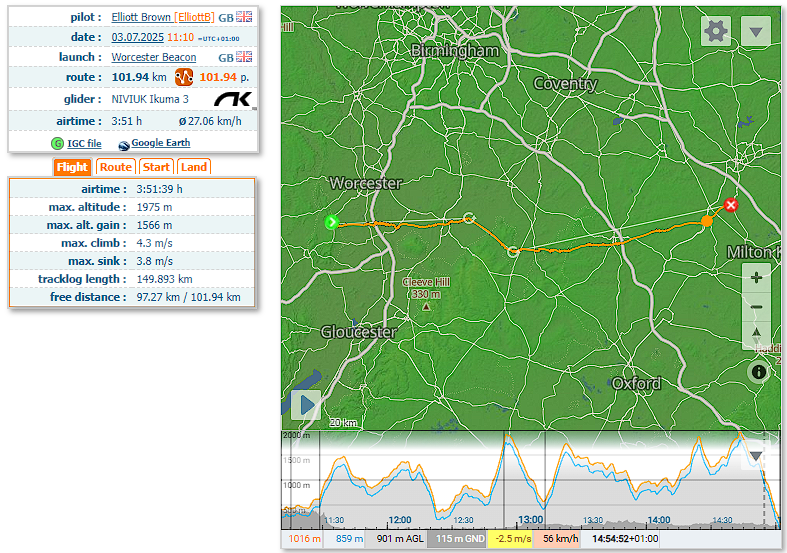 pilot : Elliott Brown [ElliottB] GB
date : 03.07.2025 11:10 =UTC+01:00
launch : Worcester Beacon GB
route : 101.94 km 101.94 p.
glider : NIVIUK Ikuma 3
airtime : 3:51 h ø 27.06 km/h
G IGC file Google Earth
Flight Route Start Land
airtime : 3:51:39 h
max. altitude : 1975 m
max. alt. gain : 1566 m
max. climb : 4.3 m/s
max. sink : 3.8 m/s
tracklog length : 149.893 km
free distance : 97.27 km / 101.94 km
Birmingham
Coventry
Worcester
Milton K
Cleeve Hill
330 m
Gloucester
Oxford
20 km
2000 m
1500 m
1000 m
11:30 12:00 12:30 13:00 13:30 14:00 14:30
1016 m 859 m 901 m AGL 115 m GND -2.5 m/s 56 km/h 14:54:52+01:00